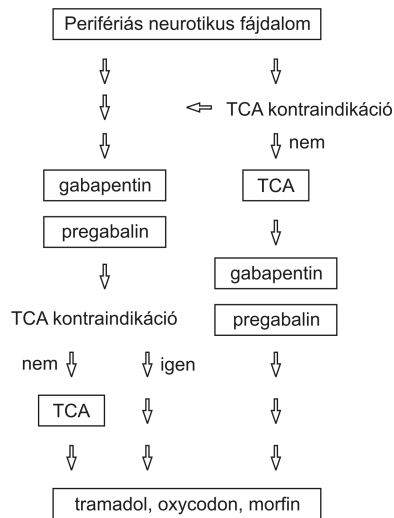 Perifériás neurotikus fájdalom
TCA kontraindikáció
nem
gabapentin
TCA
pregabalin
gabapentin
TCA kontraindikáció
pregabalin
nem
igen
TCA
tramadol, oxycodon, morfin